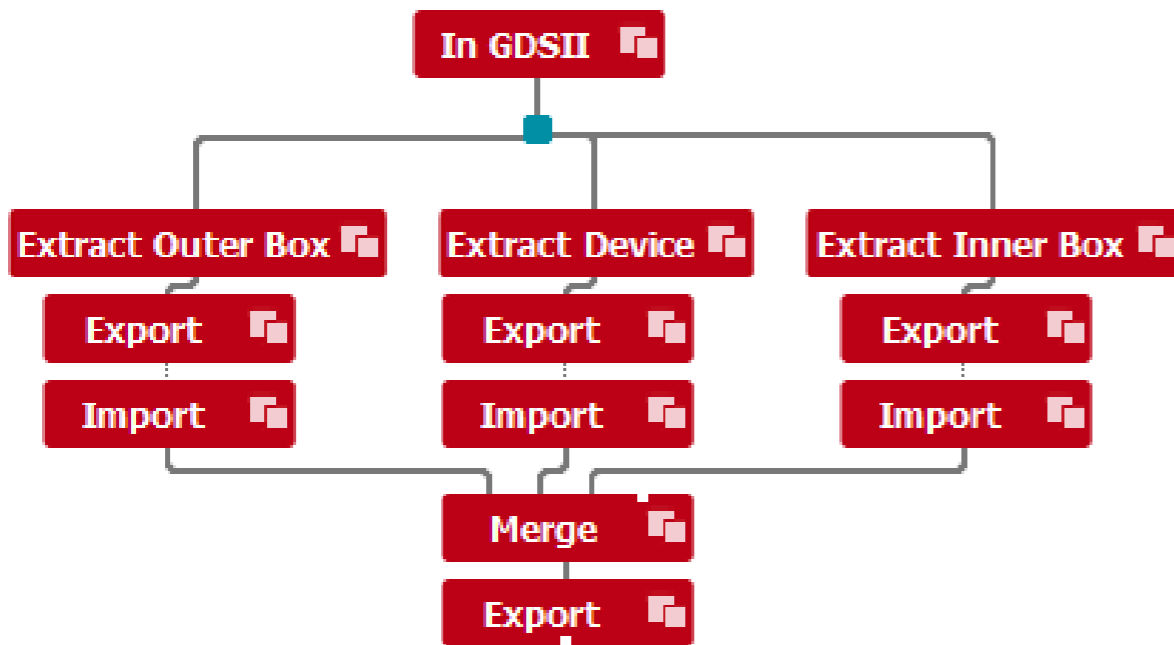 In GDSII
Extract Outer Box
Extract Device
Extract Inner Box
Export
Export
Export
Import
Import
Import
Merge
Export